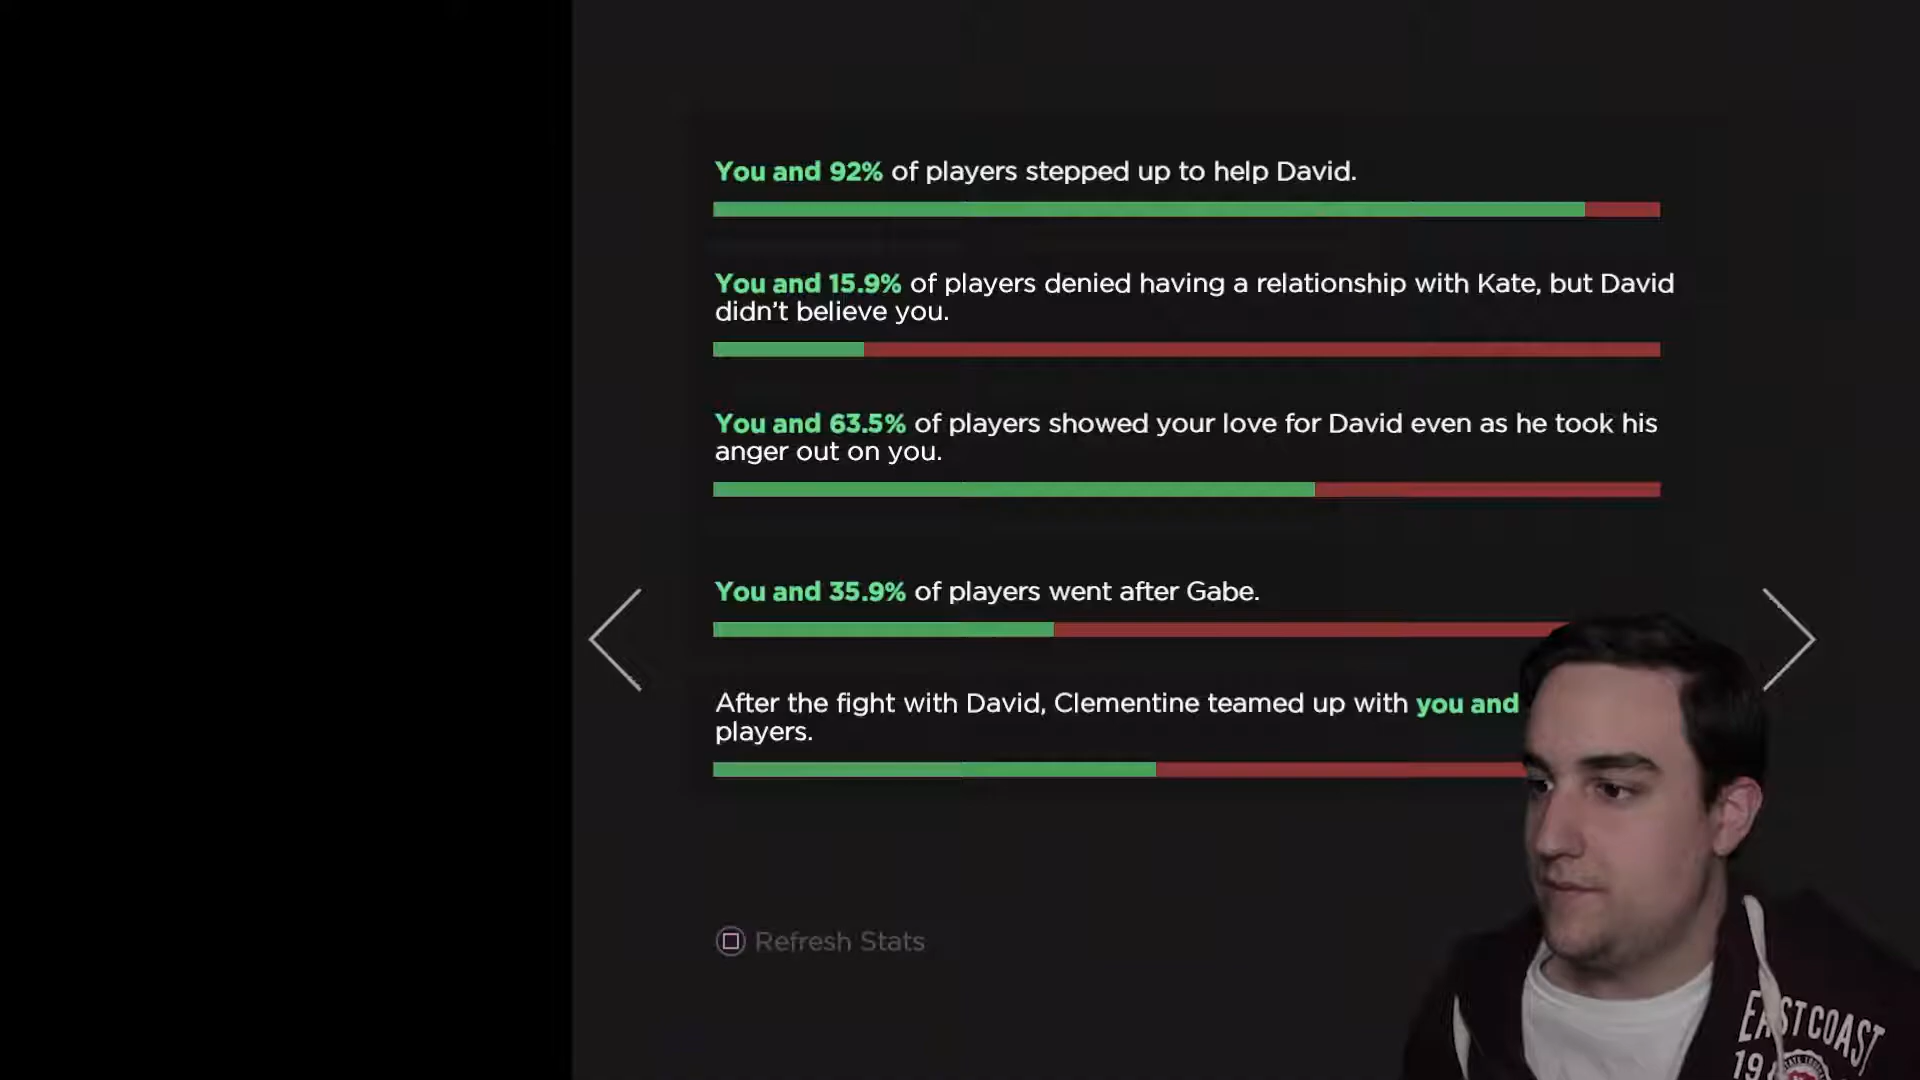 You and 92% of players stepped up to help David.
You and 15.9% of players denied having a relationship with Kate, but David
didn't believe you.
You and 63.5% of players showed your love for David even as he took his
anger out on you.
You and 35.9% of players went after Gabe.
After the fight with David, Clementine teamed up with you and
players.
Refresh Stats
EAST COAST
19